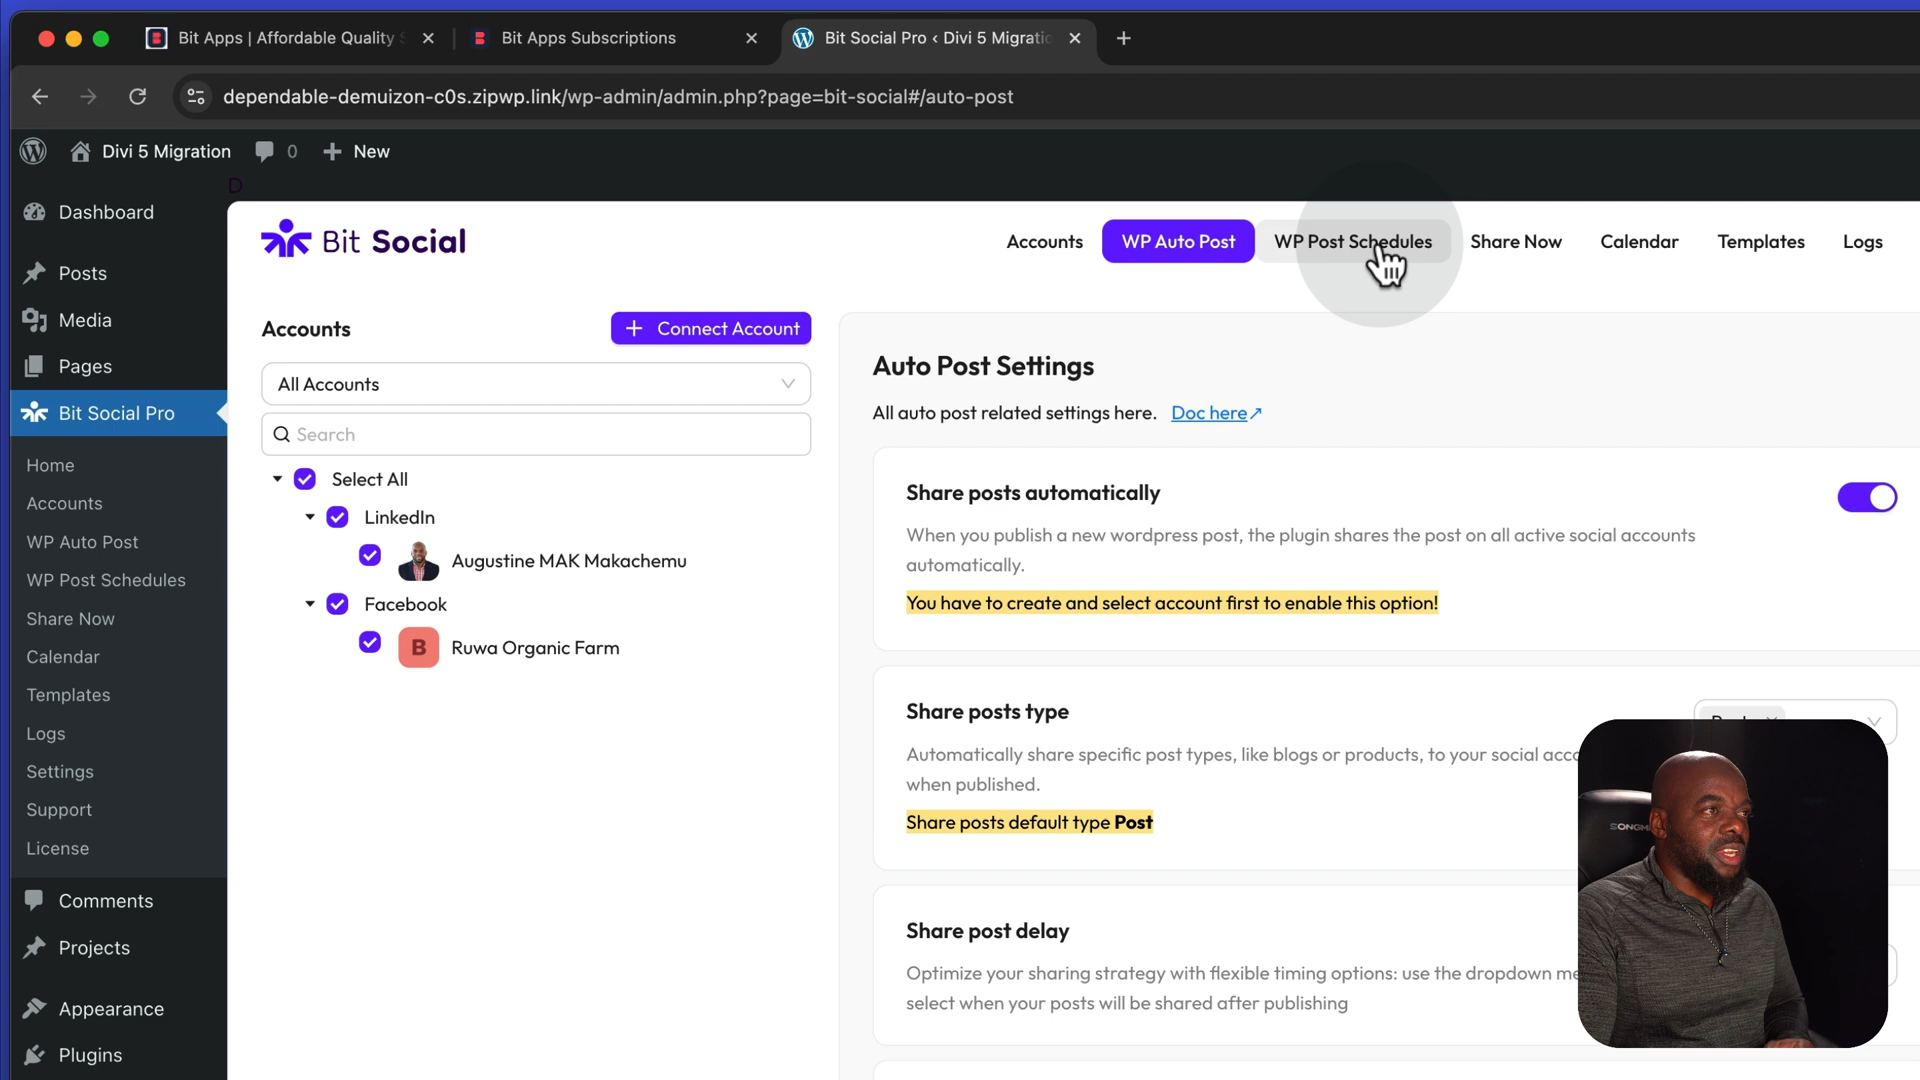 Bit Apps | Affordable Quality S
Bit Apps Subscriptions
Bit Social Pro ‹ Divi 5 Migratio
dependable-demuizon-c0s.zipwp.link/wp-admin/admin.php?page=bit-social#/auto-post
Divi 5 Migration
0
New
D
Dashboard
Posts
Media
Pages
Bit Social Pro
Home
Accounts
WP Auto Post
WP Post Schedules
Share Now
Calendar
Templates
Logs
Settings
Support
License
Comments
Projects
Appearance
Plugins
Bit Social
Accounts
WP Auto Post
WP Post Schedules
Share Now
Calendar
Templates
Logs
Accounts
+ Connect Account
All Accounts
Search
Select All
LinkedIn
Augustine MAK Makachemu
Facebook
B
Ruwa Organic Farm
Auto Post Settings
All auto post related settings here. Doc here↗
Share posts automatically
When you publish a new wordpress post, the plugin shares the post on all active social accounts
automatically.
You have to create and select account first to enable this option!
Share posts type
Automatically share specific post types, like blogs or products, to your social acc
when published.
Share posts default type Post
Share post delay
Optimize your sharing strategy with flexible timing options: use the dropdown me
select when your posts will be shared after publishing